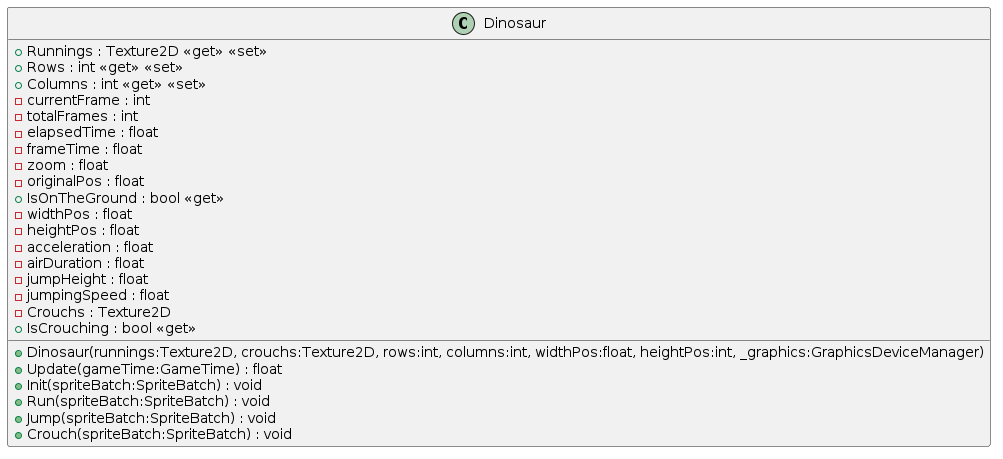 C Dinosaur
Runnings : Texture2D «get» «set»
Rows : int «get» «set»
Columns : int «get» «set»
currentFrame : int
totalFrames : int
elapsedTime : float
frameTime : float
zoom : float
originalPos : float
IsOnTheGround : bool «get»
widthPos : float
heightPos : float
acceleration : float
airDuration : float
jumpHeight : float
jumpingSpeed : float
Crouchs : Texture2D
IsCrouching : bool «get»
Dinosaur(runnings:Texture2D, crouchs:Texture2D, rows:int, columns:int, widthPos:float, heightPos:int, _graphics:GraphicsDeviceManager)
Update(gameTime:GameTime) : float
Init(spriteBatch:SpriteBatch) : void
Run(spriteBatch:SpriteBatch) : void
Jump(spriteBatch:SpriteBatch) : void
Crouch(spriteBatch:SpriteBatch) : void